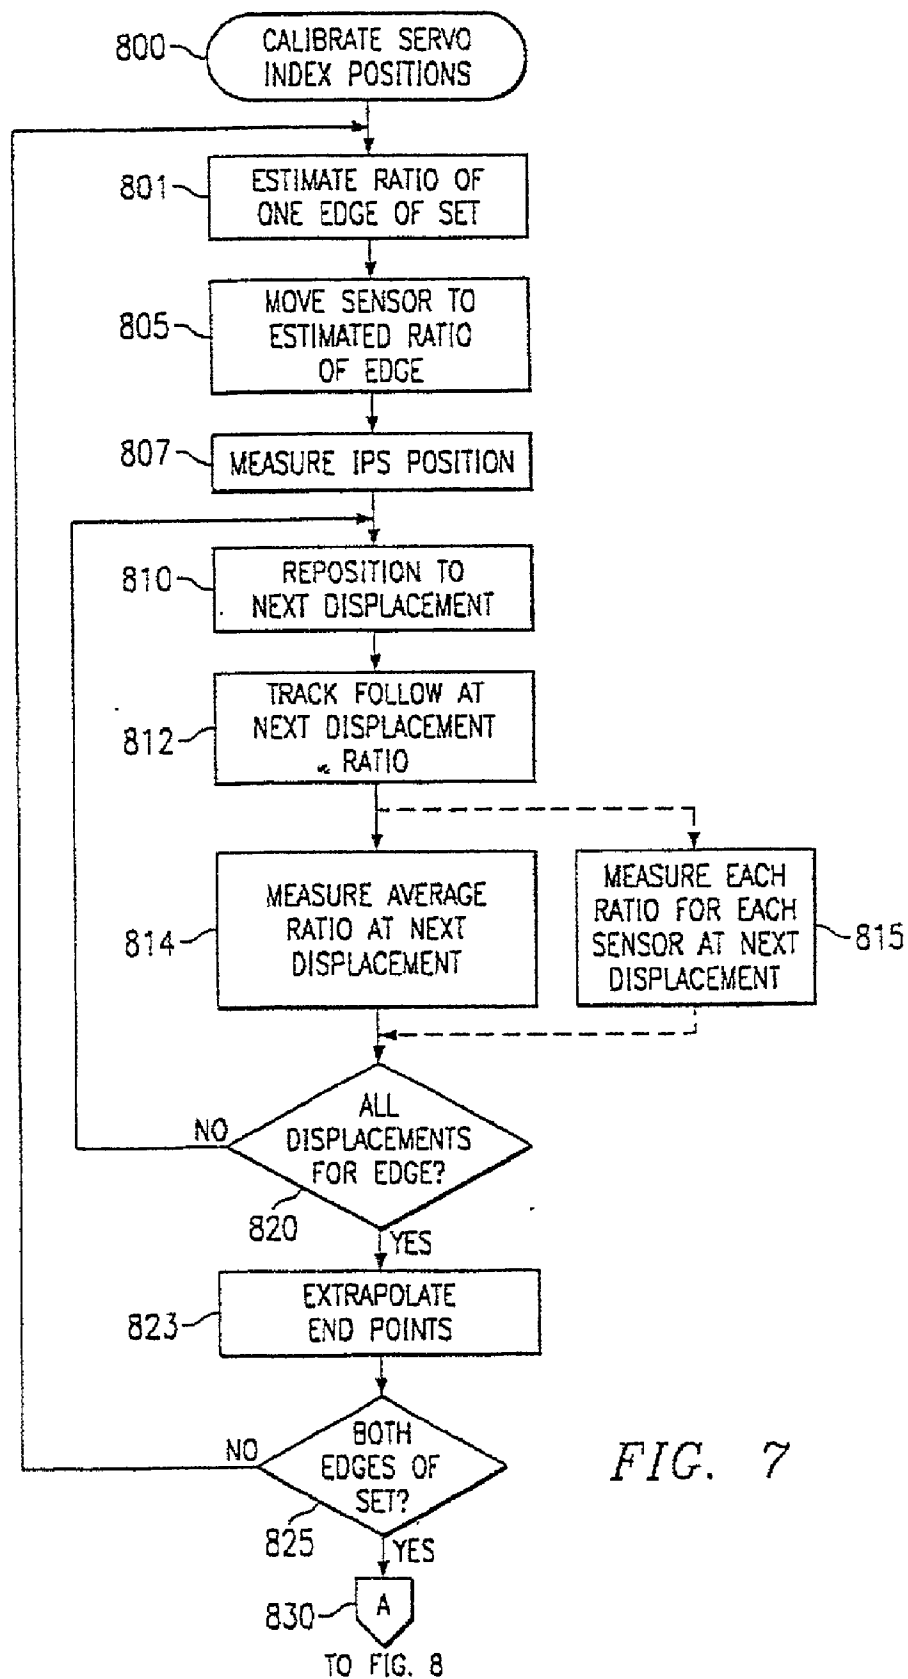 800
CALIBRATE SERVO
INDEX POSITIONS
801
ESTIMATE RATIO OF
ONE EDGE OF SET
805
MOVE SENSOR TO
ESTIMATED RATIO
OF EDGE
807
MEASURE IPS POSITION
810
REPOSITION TO
NEXT DISPLACEMENT
812
TRACK FOLLOW AT
NEXT DISPLACEMENT
RATIO
814
MEASURE AVERAGE
RATIO AT NEXT
DISPLACEMENT
MEASURE EACH
RATIO FOR EACH
SENSOR AT NEXT
DISPLACEMENT
815
NO
ALL
DISPLACEMENTS
FOR EDGE?
820
YES
823
EXTRAPOLATE
END POINTS
NO
BOTH
EDGES OF
SET?
825
YES
FIG. 7
830
A
TO FIG. 8